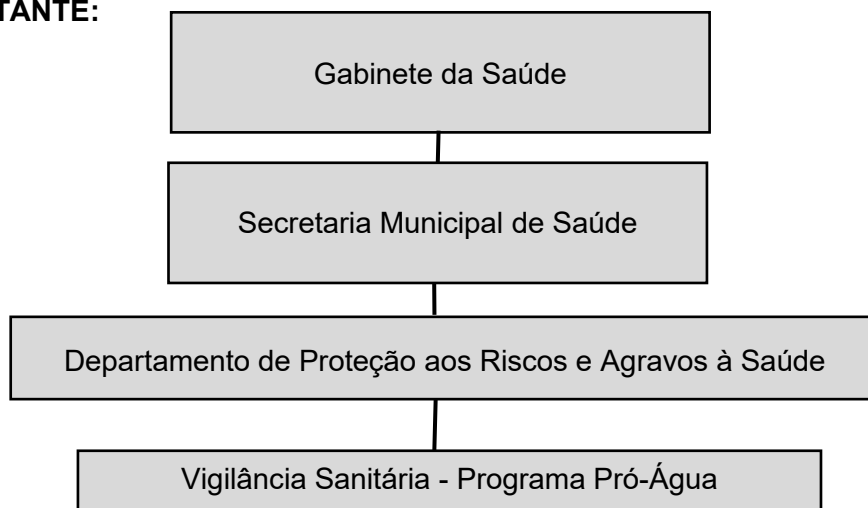 TANTE:
Gabinete da Saúde
Secretaria Municipal de Saúde
Departamento de Proteção aos Riscos e Agravos à Saúde
Vigilância Sanitária - Programa Pró-Água